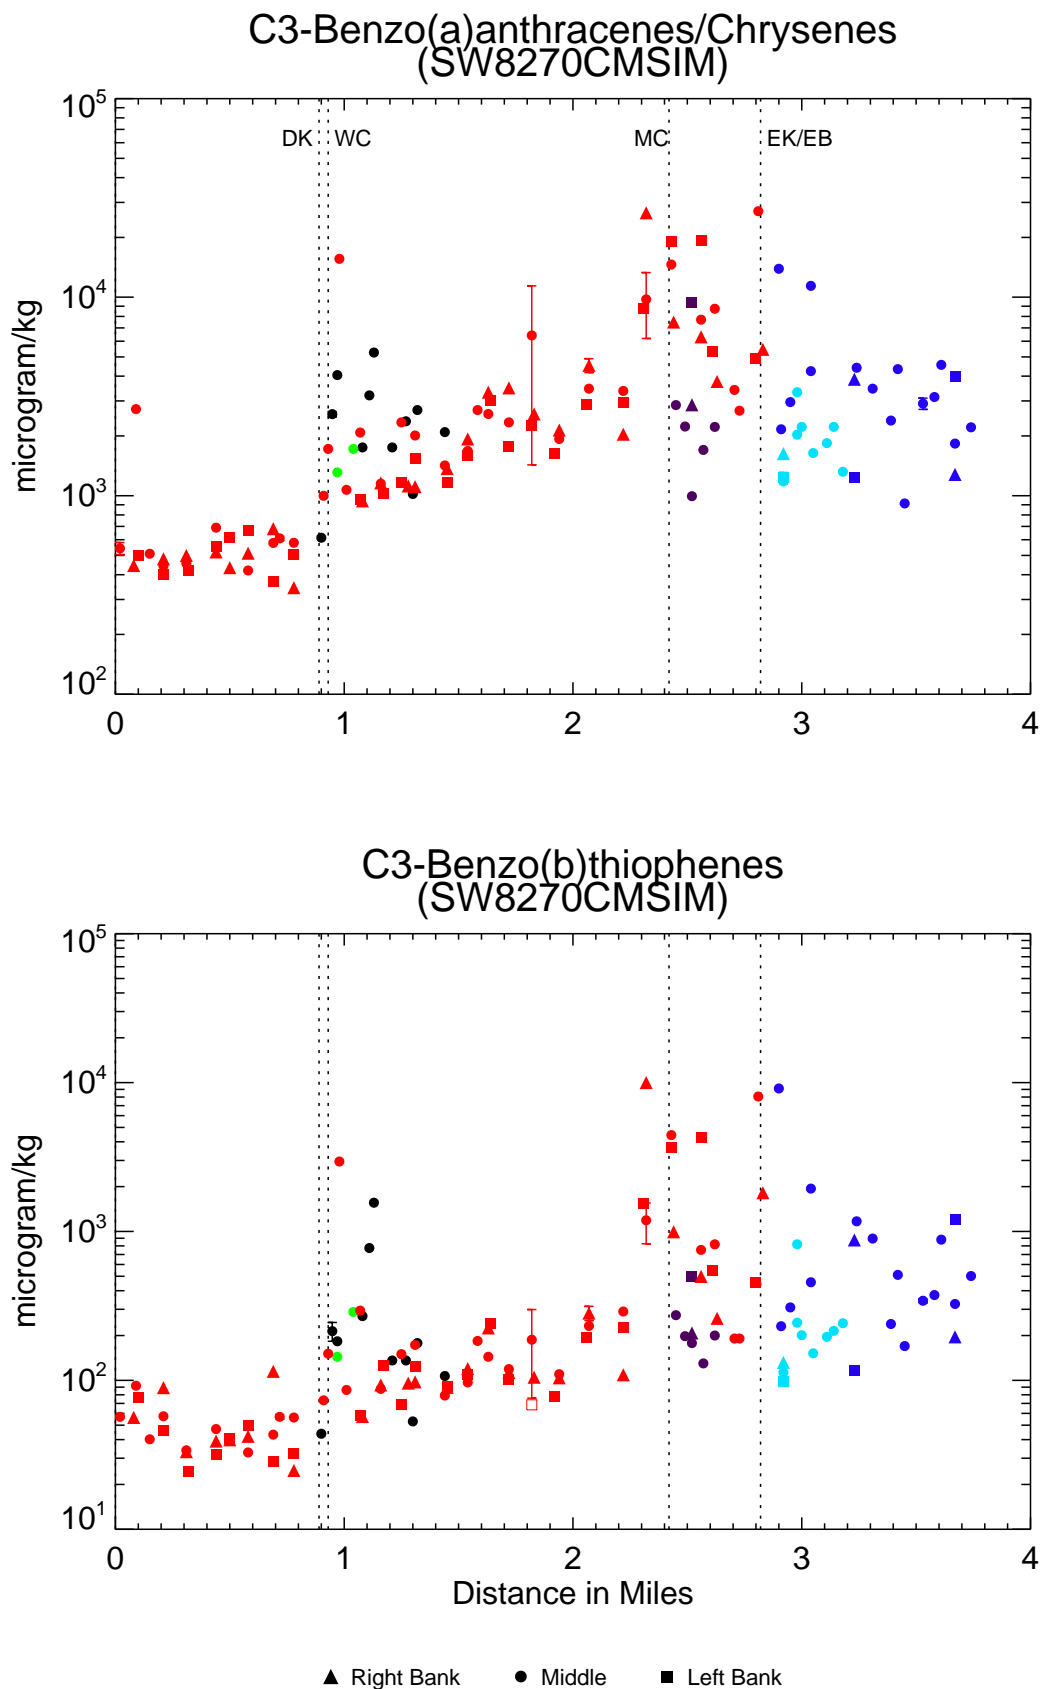 C3-Benzo(a)anthracenes/Chrysenes
(SW8270CMSIM)
10^5
DK WC MC EK/EB
10^4
microgram/kg
10^3
10^2
0 1 2 3 4
C3-Benzo(b)thiophenes
(SW8270CMSIM)
10^5
10^4
microgram/kg
10^3
10^2
10^1
0 1 2 3 4
Distance in Miles
Right Bank Middle Left Bank